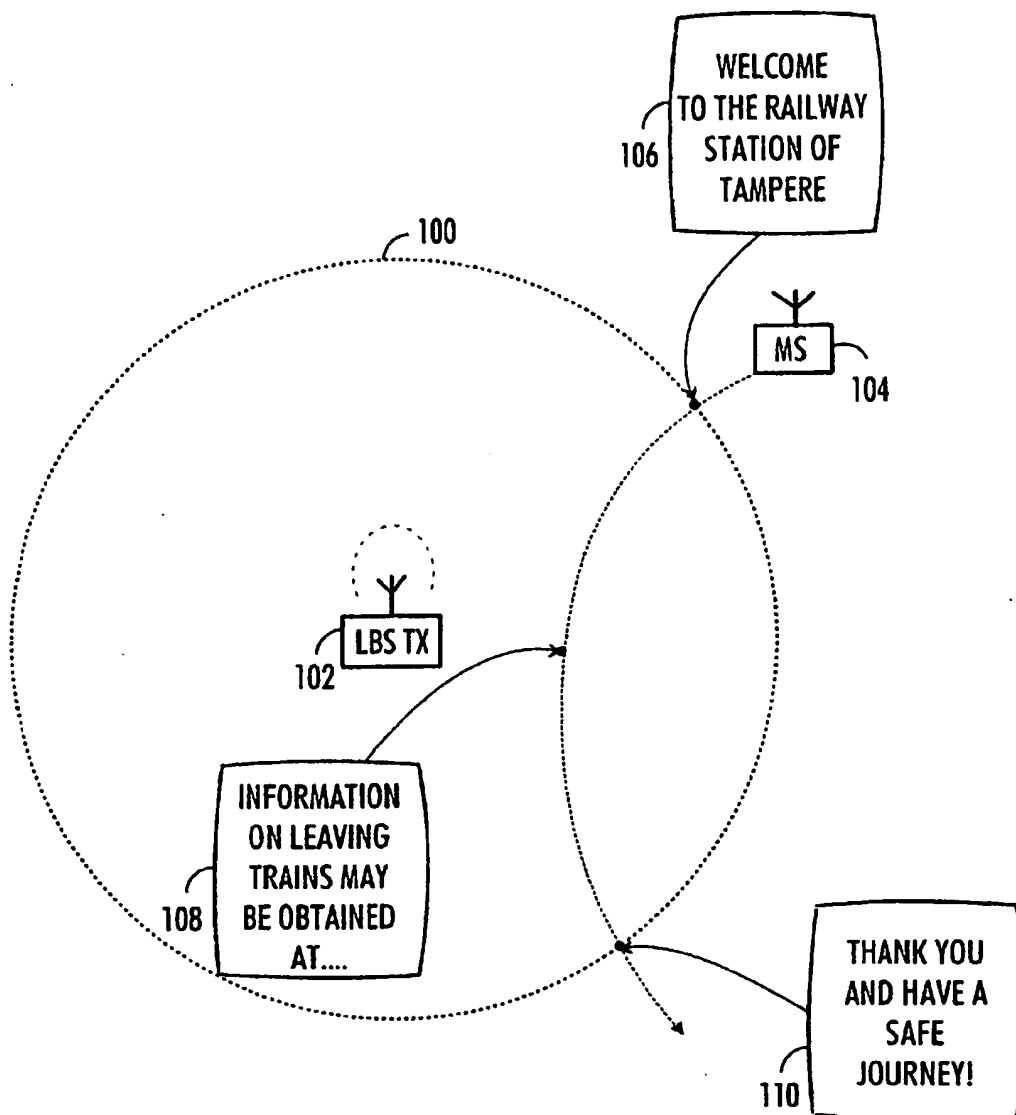 WELCOME
TO THE RAILWAY
STATION OF
TAMPERE
106
100
MS
104
LBS TX
102
INFORMATION
ON LEAVING
TRAINS MAY
BE OBTAINED
AT....
108
THANK YOU
AND HAVE A
SAFE
JOURNEY!
110